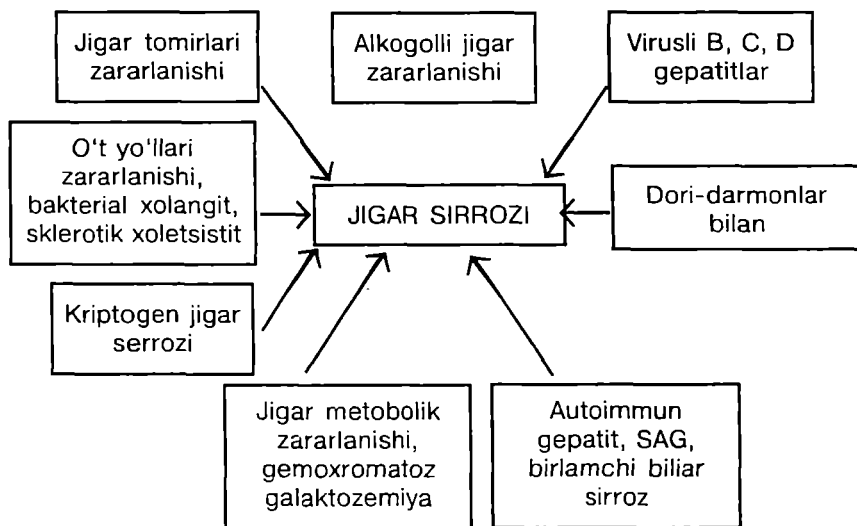 Jigar tomirlari
zararlanishi
Alkogolli jigar
zararlanishi
Virusli B, C, D
gepatitlar
O‘t yo‘llari
zararlanishi,
bakterial xolangit,
sklerotik xoletsistit
JIGAR SIRROZI
Dori-darmonlar
bilan
Kriptogen jigar
serrozi
Jigar metobolik
zararlanishi,
gemoxromatoz
galaktozemiya
Autoimmun
gepatit, SAG,
birlamchi biliar
sirroz